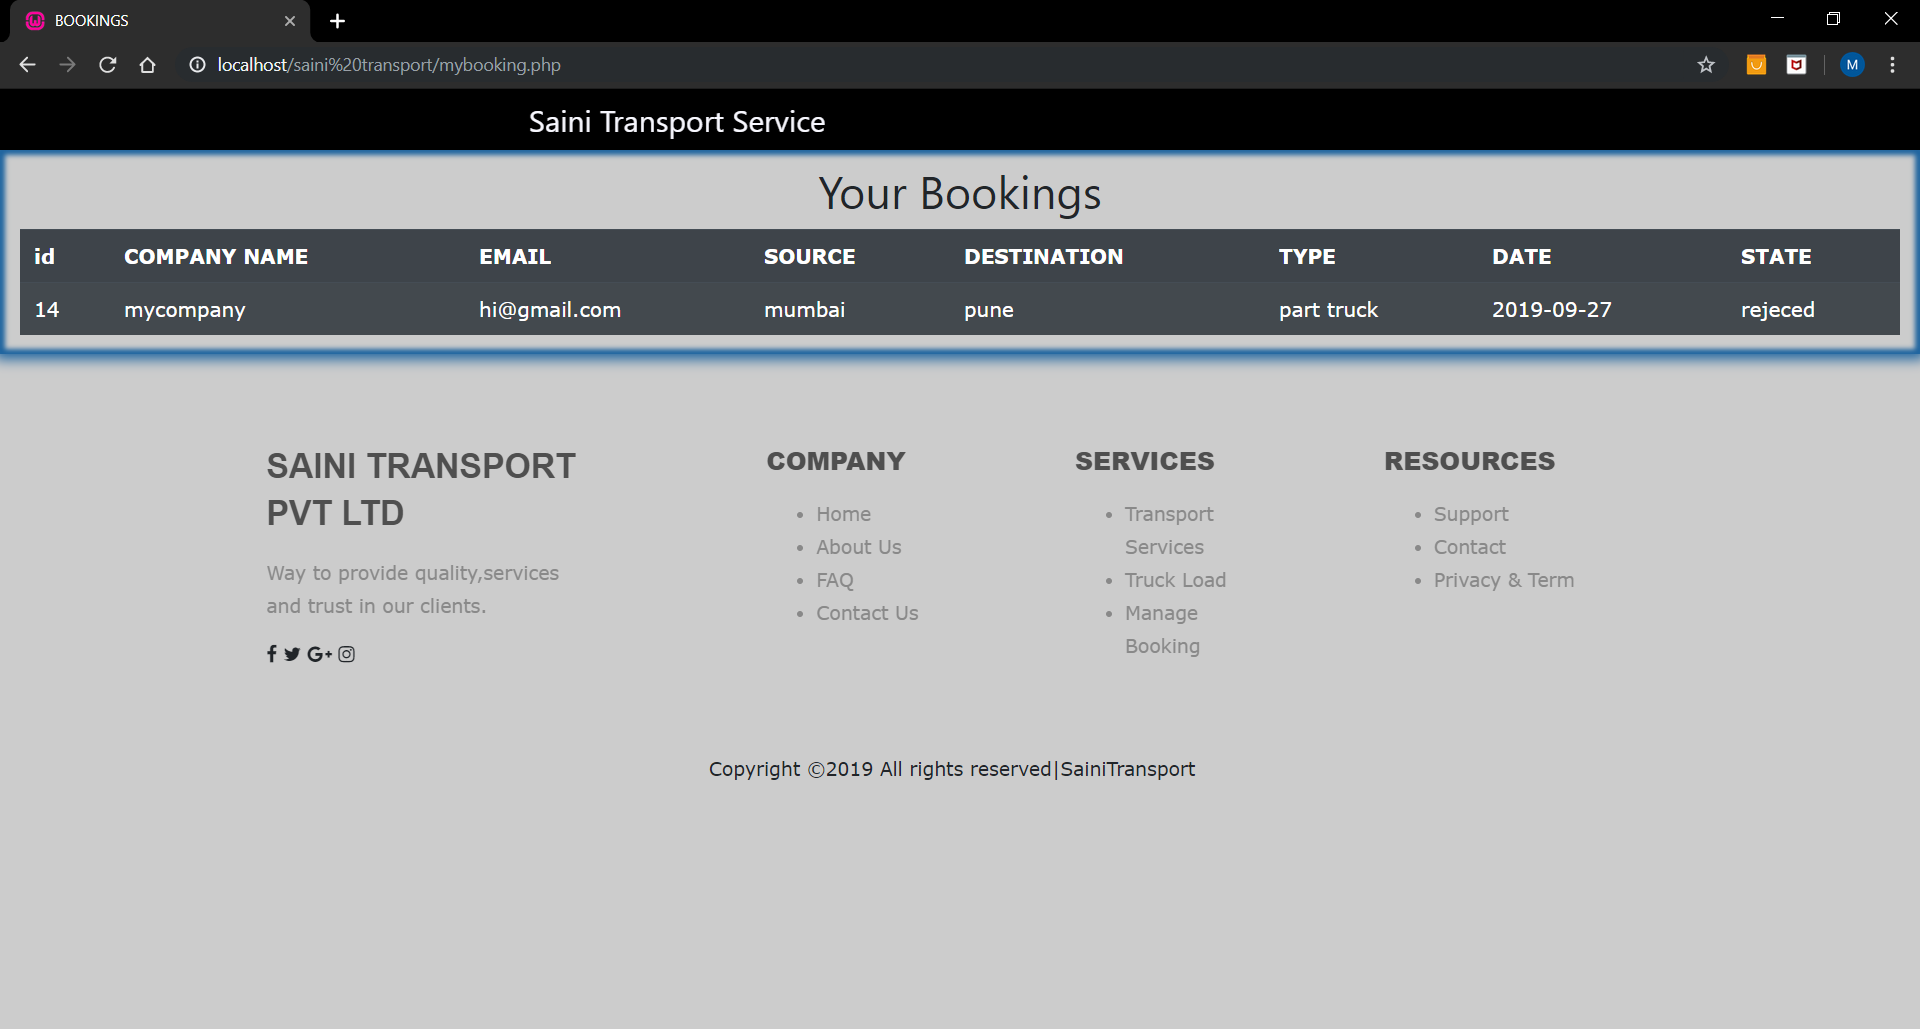 BOOKINGS
localhost/saini%20transport/mybooking.php
M
Saini Transport Service
Your Bookings
id COMPANY NAME EMAIL SOURCE DESTINATION TYPE DATE STATE
14 mycompany hi@gmail.com mumbai pune part truck 2019-09-27 rejeced
SAINI TRANSPORT
PVT LTD
Way to provide quality,services
and trust in our clients.
COMPANY
Home
About Us
FAQ
Contact Us
SERVICES
Transport
Services
Truck Load
Manage
Booking
RESOURCES
Support
Contact
Privacy & Term
Copyright ©2019 All rights reserved|SainiTransport